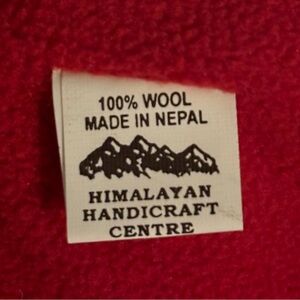 100% WOOL
MADE IN NEPAL
HIMALAYAN
HANDICRAFT
CENTRE